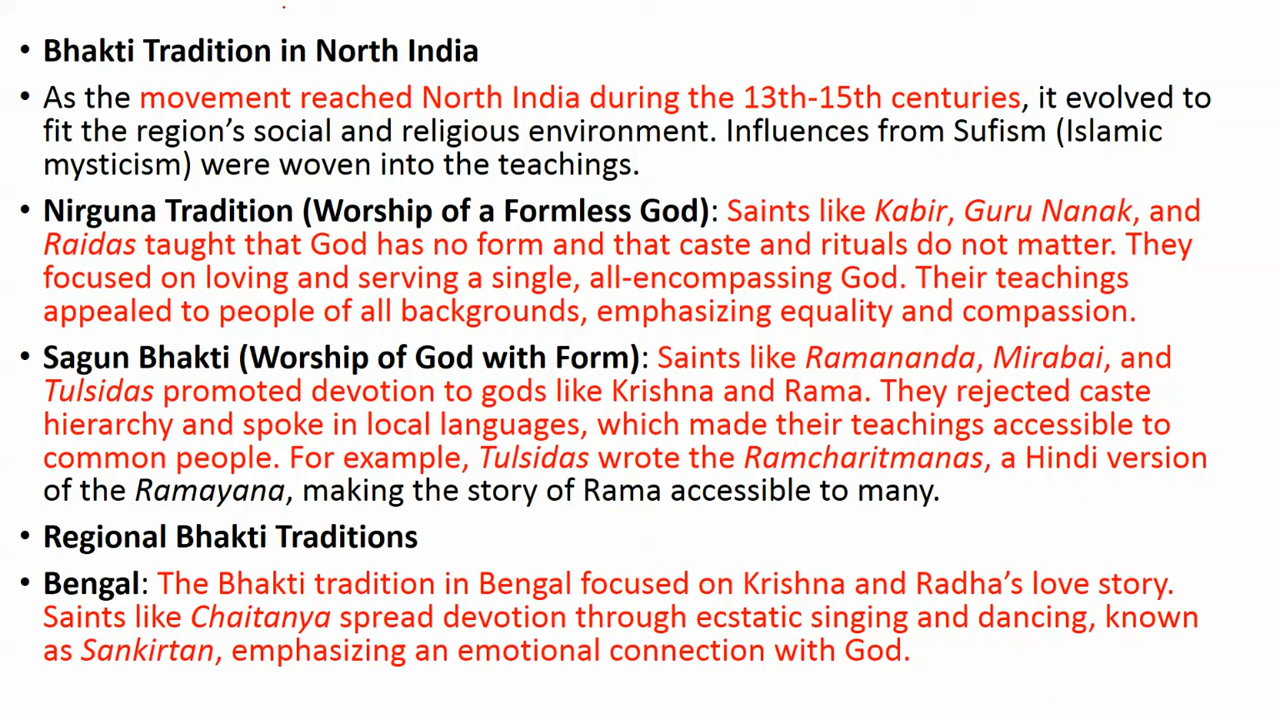 • Bhakti Tradition in North India
• As the movement reached North India during the 13th-15th centuries, it evolved to
fit the region’s social and religious environment. Influences from Sufism (Islamic
mysticism) were woven into the teachings.
• Nirguna Tradition (Worship of a Formless God): Saints like Kabir, Guru Nanak, and
Raidas taught that God has no form and that caste and rituals do not matter. They
focused on loving and serving a single, all-encompassing God. Their teachings
appealed to people of all backgrounds, emphasizing equality and compassion.
• Sagun Bhakti (Worship of God with Form): Saints like Ramananda, Mirabai, and
Tulsidas promoted devotion to gods like Krishna and Rama. They rejected caste
hierarchy and spoke in local languages, which made their teachings accessible to
common people. For example, Tulsidas wrote the Ramcharitmanas, a Hindi version
of the Ramayana, making the story of Rama accessible to many.
• Regional Bhakti Traditions
• Bengal: The Bhakti tradition in Bengal focused on Krishna and Radha’s love story.
Saints like Chaitanya spread devotion through ecstatic singing and dancing, known
as Sankirtan, emphasizing an emotional connection with God.